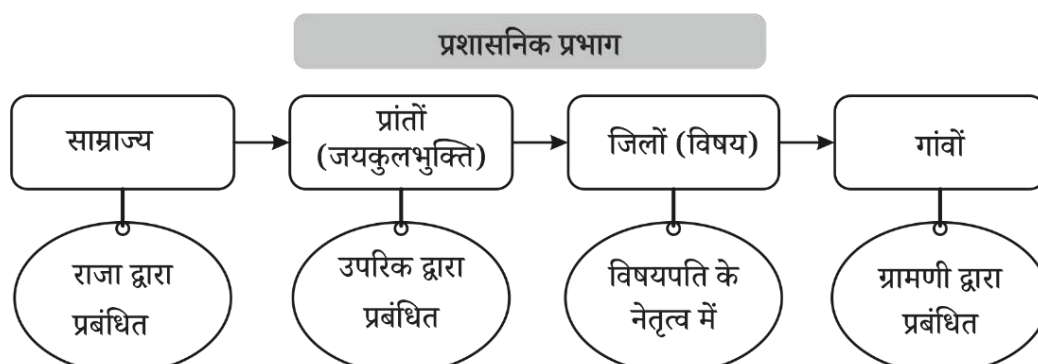 प्रशासनिक प्रभाग
साम्राज्य
प्रांतों
(जयकुलभुक्ति)
जिलों (विषय)
गांवों
राजा द्वारा
प्रबंधित
उपरिक द्वारा
प्रबंधित
विषयपति के
नेतृत्व में
ग्रामणी द्वारा
प्रबंधित